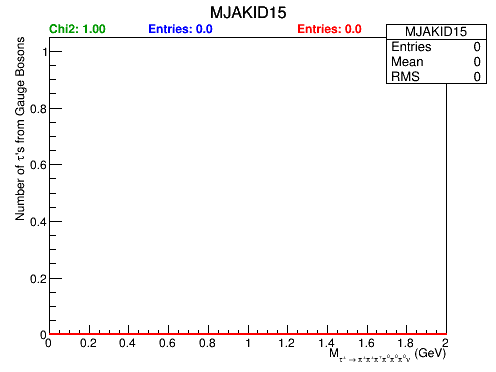 MJAKID15
Chi2: 1.00 Entries: 0.0 Entries: 0.0
MJAKID15
Entries 0
Mean 0
RMS 0
Number of τ's from Gauge Bosons
1
0.8
0.6
0.4
0.2
0
0 0.2 0.4 0.6 0.8 1 1.2 1.4 1.6 1.8 2
M (GeV)